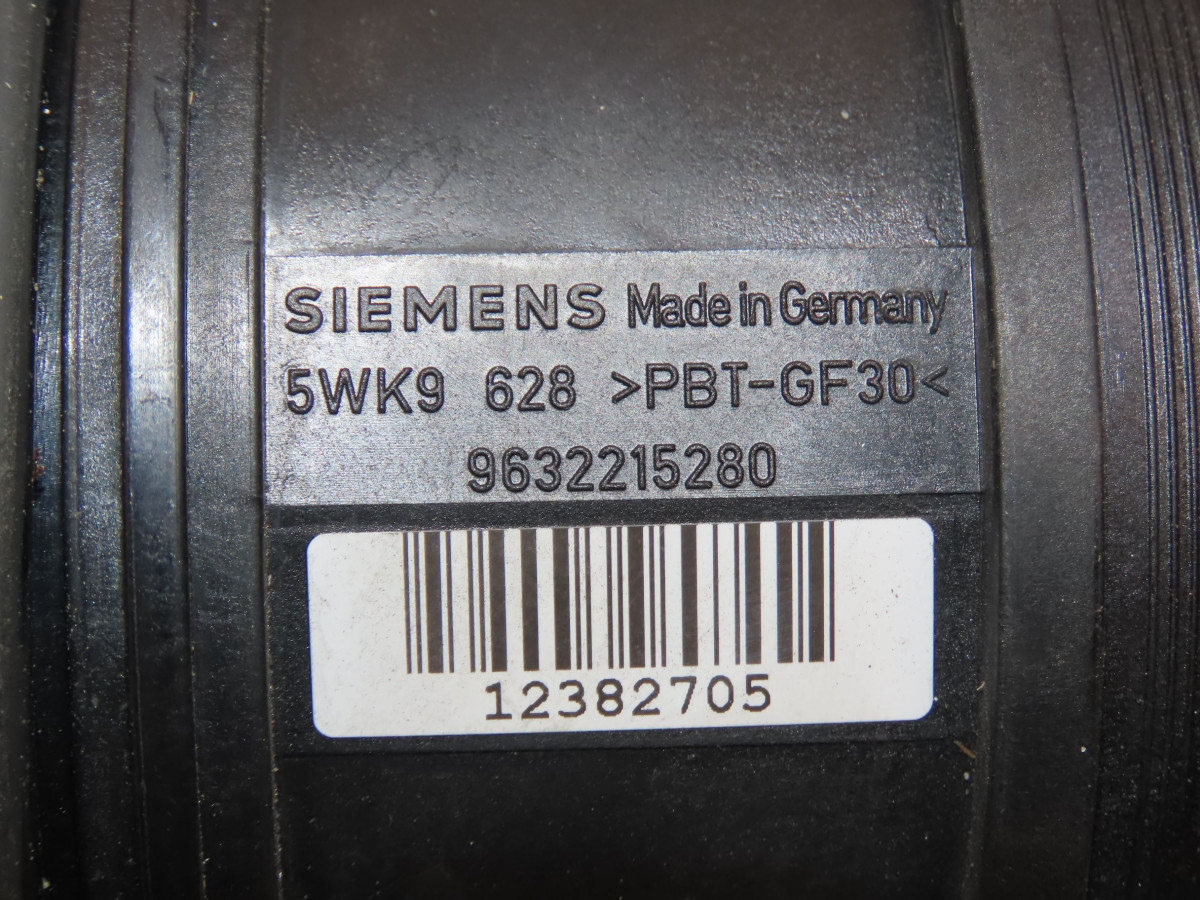 SIEMENS Made in Germany
5WK9 628 >PBT-GF30<
9632215280
12382705